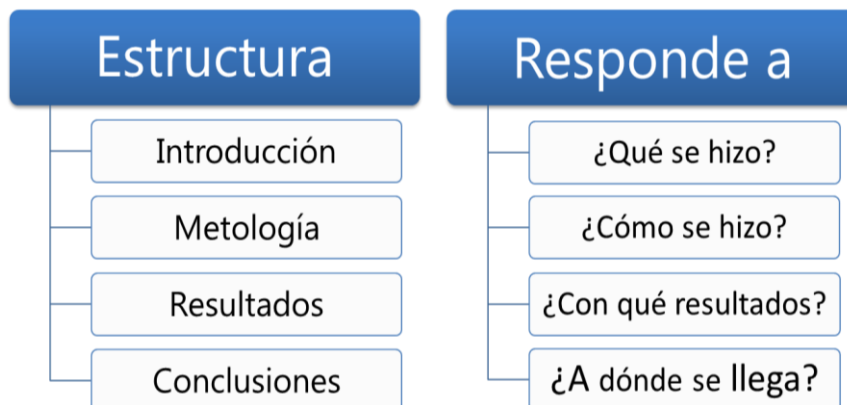 Estructura
Introducción
Metología
Resultados
Conclusiones
Responde a
¿Qué se hizo?
¿Cómo se hizo?
¿Con qué resultados?
¿A dónde se llega?